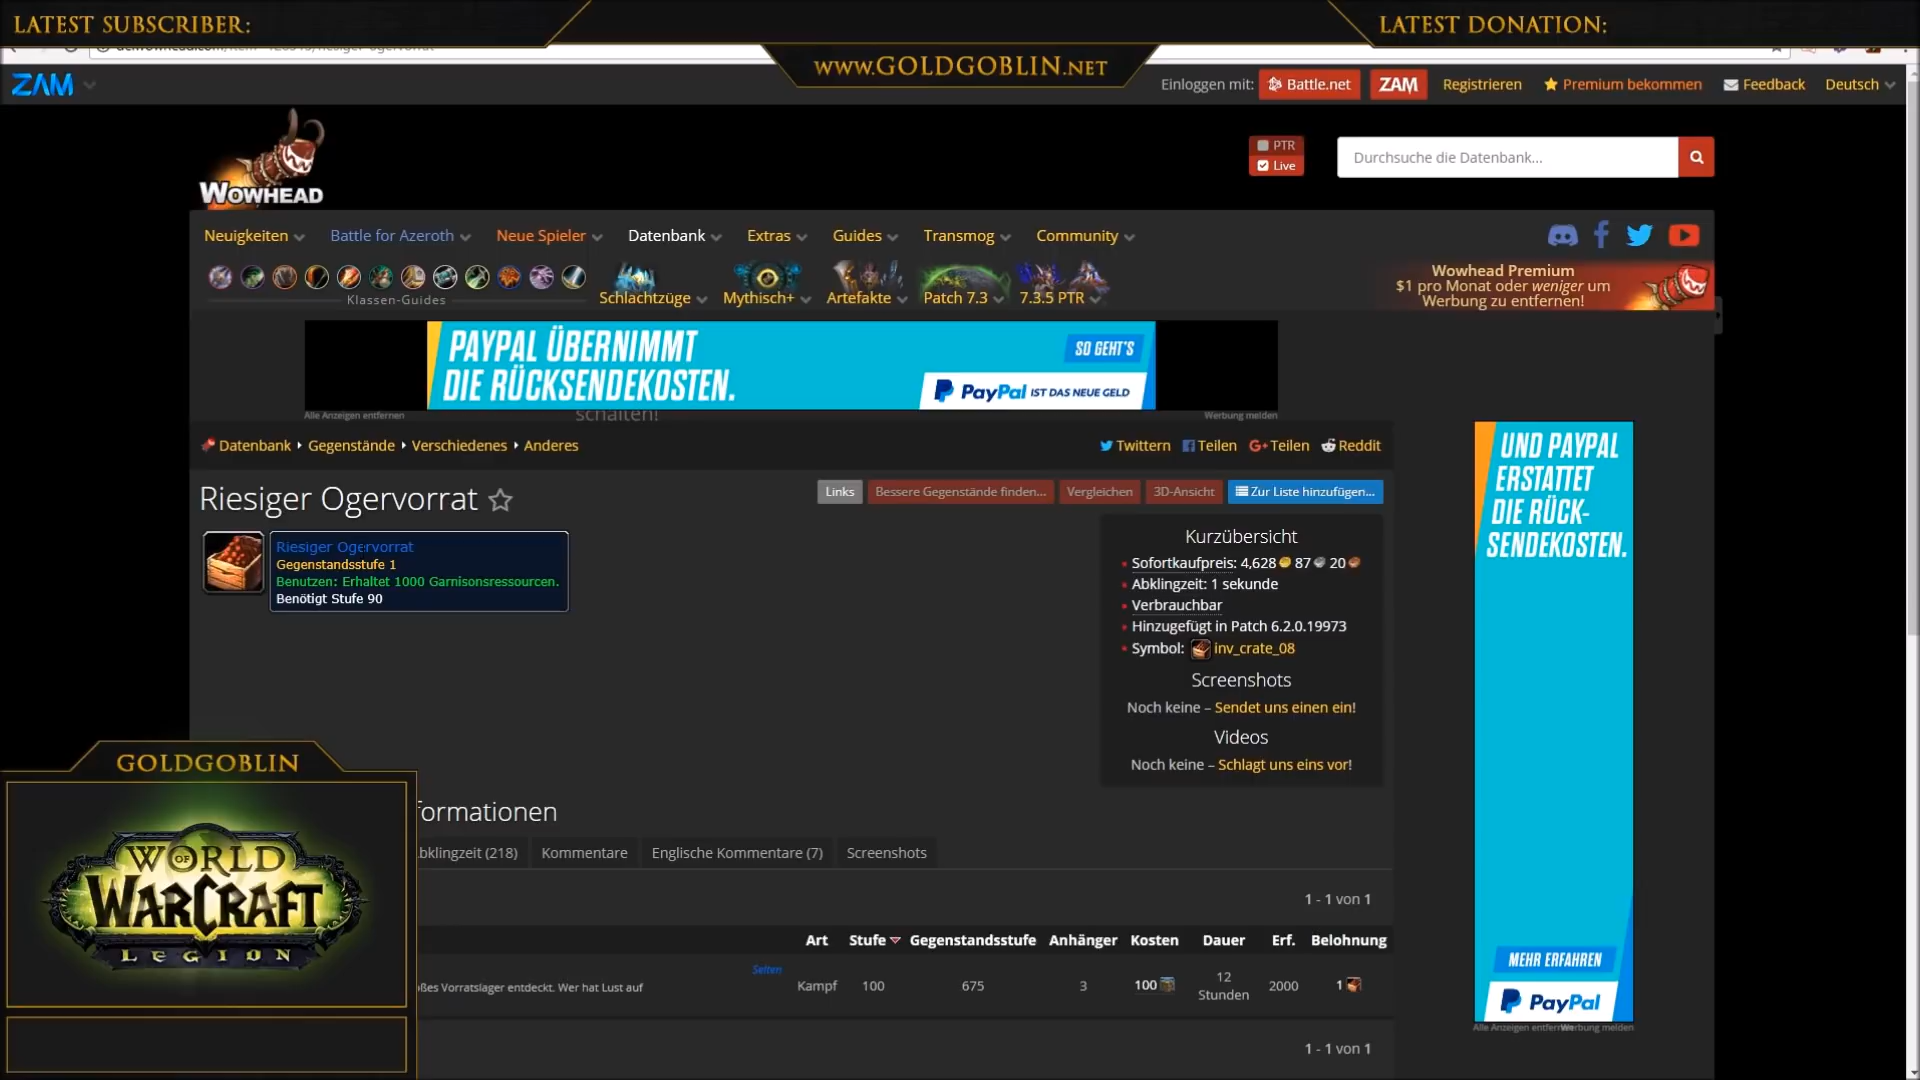 LATEST SUBSCRIBER:
LATEST DONATION:
www.GOLDGOBLIN.NET
ZAM
Einloggen mit:
Battle.net
ZAM
Registrieren
Premium bekommen
Feedback
Deutsch
WOWHEAD
PTR
Live
Durchsuche die Datenbank...
Neuigkeiten
Battle for Azeroth
Neue Spieler
Datenbank
Extras
Guides
Transmog
Community
Klassen-Guides
Schlachtzüge
Mythisch+
Artefakte
Patch 7.3
7.3.5 PTR
Wowhead Premium
$1 pro Monat oder weniger um
Werbung zu entfernen!
PAYPAL ÜBERNIMMT
DIE RÜCKSENDEKOSTEN.
SO GEHT'S
PayPal IST DAS NEUE GELD
Alle Anzeigen entfernen
schalten!
Werbung melden
Datenbank
Gegenstände
Verschiedenes
Anderes
Twittern
Teilen
G+ Teilen
Reddit
Riesiger Ogervorrat
Links
Bessere Gegenstände finden...
Vergleichen
3D-Ansicht
Zur Liste hinzufügen...
Riesiger Ogervorrat
Gegenstandsstufe 1
Benutzen: Erhaltet 1000 Garnisonsressourcen.
Benötigt Stufe 90
Kurzübersicht
Sofortkaufpreis: 4,628 87 20
Abklingzeit: 1 sekunde
Verbrauchbar
Hinzugefügt in Patch 6.2.0.19973
Symbol: inv_crate_08
Screenshots
Noch keine – Sendet uns einen ein!
Videos
Noch keine – Schlagt uns eins vor!
UND PAYPAL
ERSTATTET
DIE RÜCK-
SENDEKOSTEN.
MEHR ERFAHREN
PayPal
Werbung melden
GOLDGOBLIN
WORLD
OF
WARCRAFT
LEGION
formationen
bklingzeit (218)
Kommentare
Englische Kommentare (7)
Screenshots
1 - 1 von 1
Art
Stufe
Gegenstandsstufe
Anhänger
Kosten
Dauer
Erf.
Belohnung
Selten
ßes Vorratslager entdeckt. Wer hat Lust auf
Kampf
100
675
3
100
12
Stunden
2000
1
1 - 1 von 1